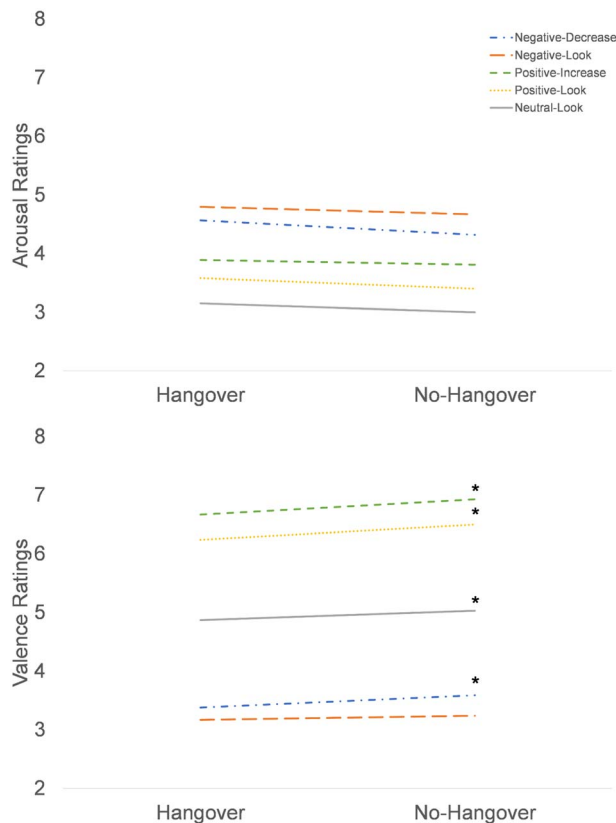 8
7
6
5
4
3
2
Arousal Ratings
Negative-Decrease
Negative-Look
Positive-Increase
Positive-Look
Neutral-Look
Hangover No-Hangover
8
7
6
5
4
3
2
Valence Ratings
*
*
*
*
Hangover No-Hangover